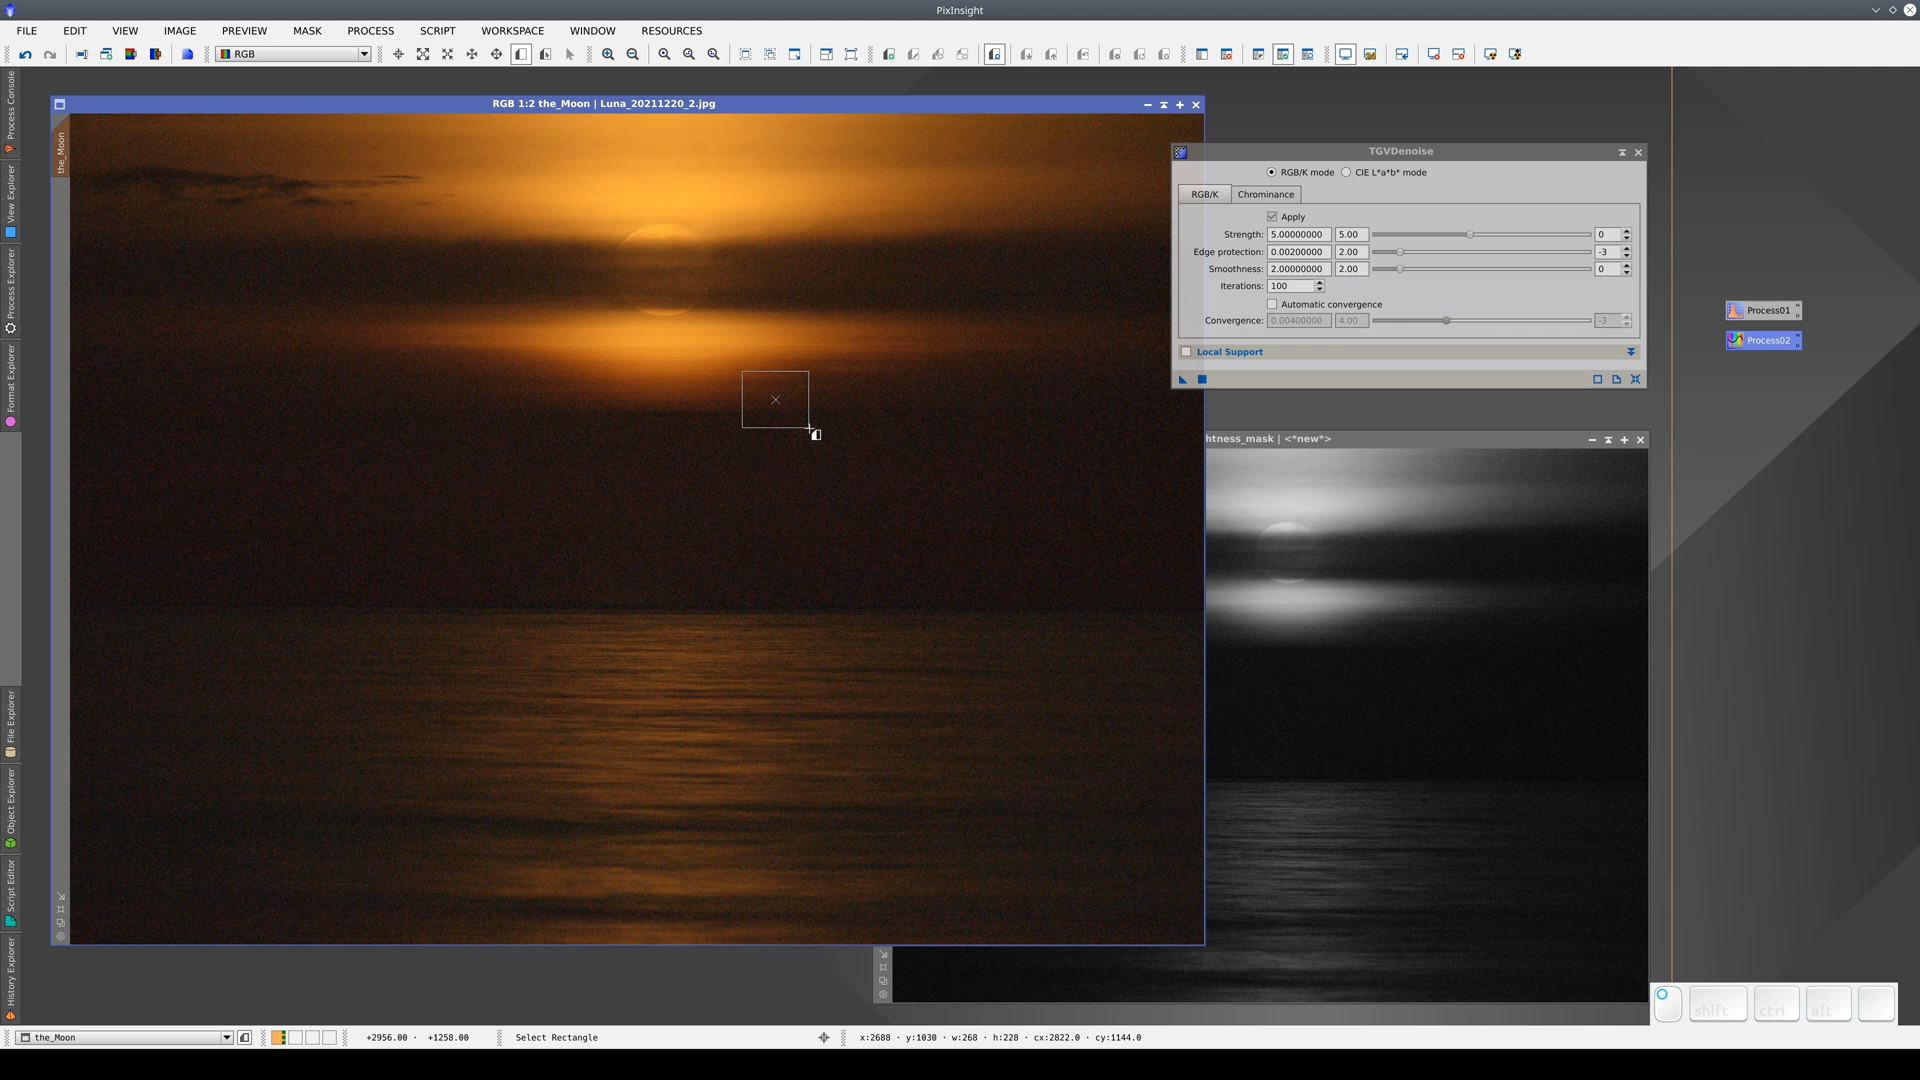 PixInsight
FILE EDIT VIEW IMAGE PREVIEW MASK PROCESS SCRIPT WORKSPACE WINDOW RESOURCES
RGB
Process Console
View Explorer
Process Explorer
Format Explorer
File Explorer
Object Explorer
Script Editor
History Explorer
RGB 1:2 the_Moon | Luna_20211220_2.jpg
the_Moon
TGVDenoise
RGB/K mode CIE L*a*b* mode
RGB/K Chrominance
Apply
Strength: 5.00000000 5.00 0
Edge protection: 0.00200000 2.00 -3
Smoothness: 2.00000000 2.00 0
Iterations: 100
Automatic convergence
Convergence: 0.00400000 4.00 -3
Local Support
Process01
Process02
htness_mask | <*new*>
shift ctrl alt
the_Moon +2956.00 · +1258.00 Select Rectangle x:2688 · y:1030 · w:268 · h:228 · cx:2822.0 · cy:1144.0